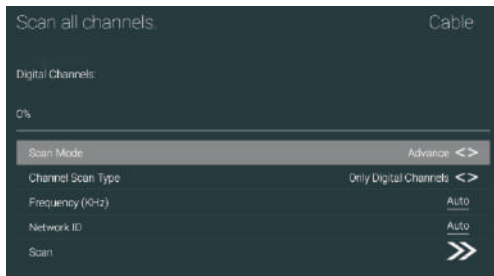 Scan all channels. Cable
Digital Channels:
0%
Scan Mode Advance <>
Channel Scan Type Only Digital Channels <>
Frequency (KHz) Auto
Network ID Auto
Scan